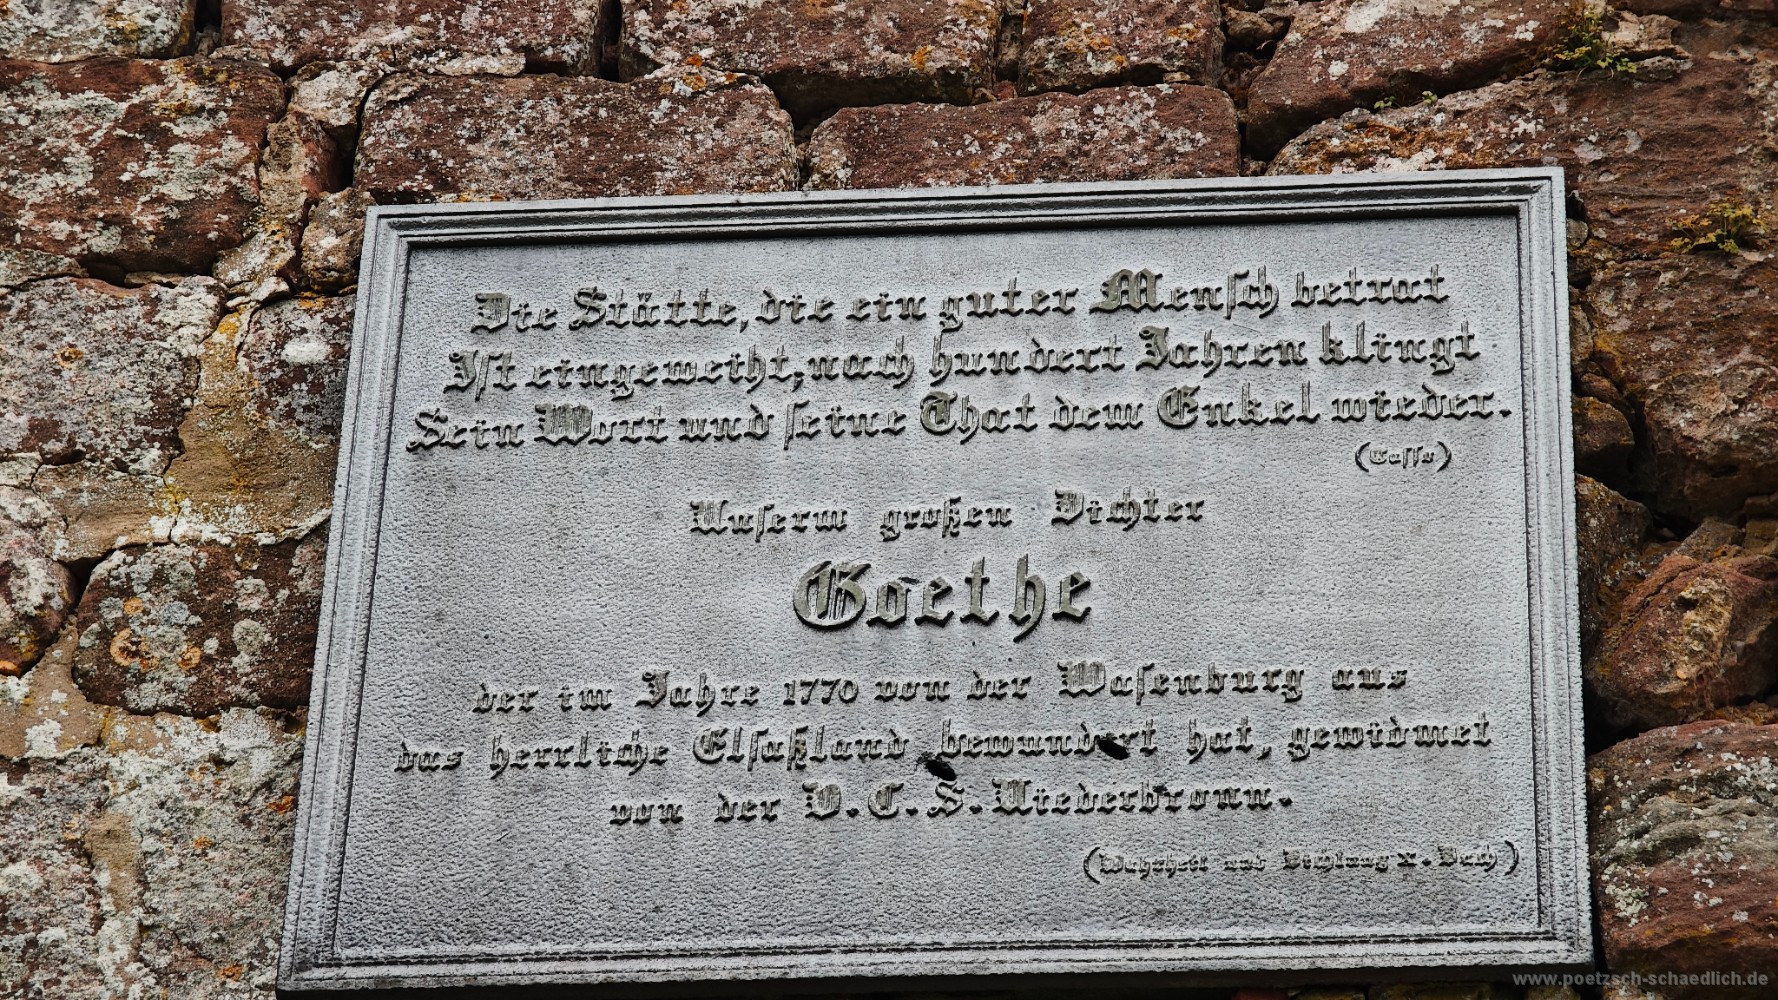 Die Stätte, die ein guter Mensch betrat
Ist eingeweiht, nach hundert Jahren klingt
Sein Wort und seine That dem Enkel wieder.
(Tasso)
Unserm großen Dichter
Goethe
der im Jahre 1770 von der Wasenburg aus
das herrliche Elsaßland bewundert hat, gewidmet
von der V.C.S. Niederbronn.
(Wahrheit und Dichtung X. Buch)
www.poetzsch-schaedlich.de